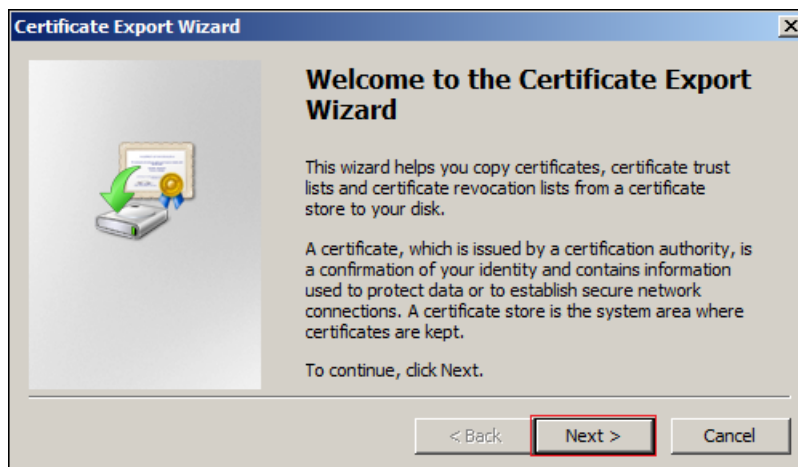 Certificate Export Wizard
Welcome to the Certificate Export
Wizard
This wizard helps you copy certificates, certificate trust
lists and certificate revocation lists from a certificate
store to your disk.
A certificate, which is issued by a certification authority, is
a confirmation of your identity and contains information
used to protect data or to establish secure network
connections. A certificate store is the system area where
certificates are kept.
To continue, click Next.
< Back Next > Cancel